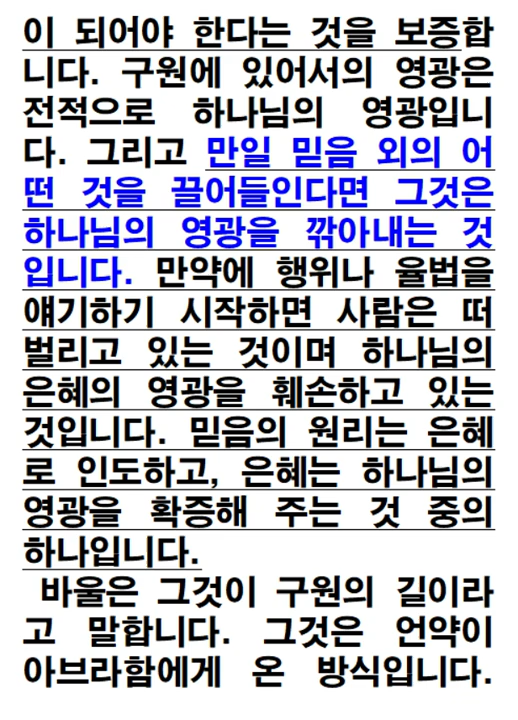 이 되어야 한다는 것을 보증합
니다. 구원에 있어서의 영광은
전적으로 하나님의 영광입니
다. 그리고 만일 믿음 외의 어
떤 것을 끌어들인다면 그것은
하나님의 영광을 깎아내는 것
입니다. 만약에 행위나 율법을
얘기하기 시작하면 사람은 떠
벌리고 있는 것이며 하나님의
은혜의 영광을 훼손하고 있는
것입니다. 믿음의 원리는 은혜
로 인도하고, 은혜는 하나님의
영광을 확증해 주는 것 중의
하나입니다.
바울은 그것이 구원의 길이라
고 말합니다. 그것은 언약이
아브라함에게 온 방식입니다.